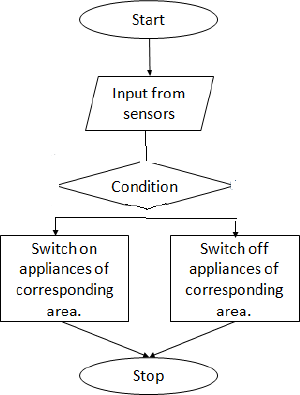 Start
Input from
sensors
Condition
Switch on
appliances of
corresponding
area.
Switch off
appliances of
corresponding
area.
Stop